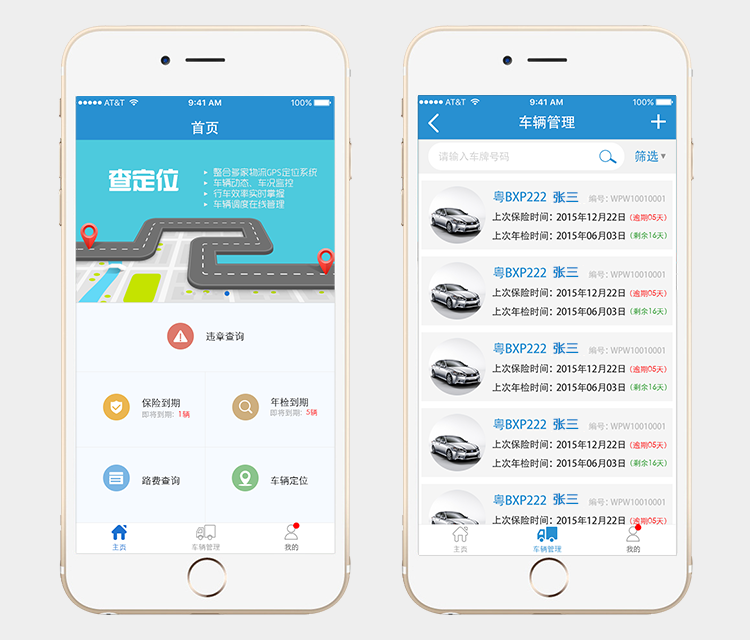 AT&T 9:41 AM 100%
首页
查定位
整合多家物流GPS定位系统
车辆动态、车况监控
行车效率实时掌握
车辆调度在线管理
违章查询
保险到期
即将到期：1辆
年检到期
即将到期：5辆
路费查询
车辆定位
主页
车辆管理
我的
AT&T 9:41 AM 100%
车辆管理
请输入车牌号码
筛选
粤BXP222 张三 编号：WPW10010001
上次保险时间：2015年12月22日（逾期05天）
上次年检时间：2015年06月03日（剩余16天）
粤BXP222 张三 编号：WPW10010001
上次保险时间：2015年12月22日（逾期05天）
上次年检时间：2015年06月03日（剩余16天）
粤BXP222 张三 编号：WPW10010001
上次保险时间：2015年12月22日（逾期05天）
上次年检时间：2015年06月03日（剩余16天）
粤BXP222 张三 编号：WPW10010001
上次保险时间：2015年12月22日（逾期05天）
上次年检时间：2015年06月03日（剩余16天）
粤BXP222 张三 编号：WPW10010001
上次保险时间：2015年12月22日（逾期05天）
主页
车辆管理
我的